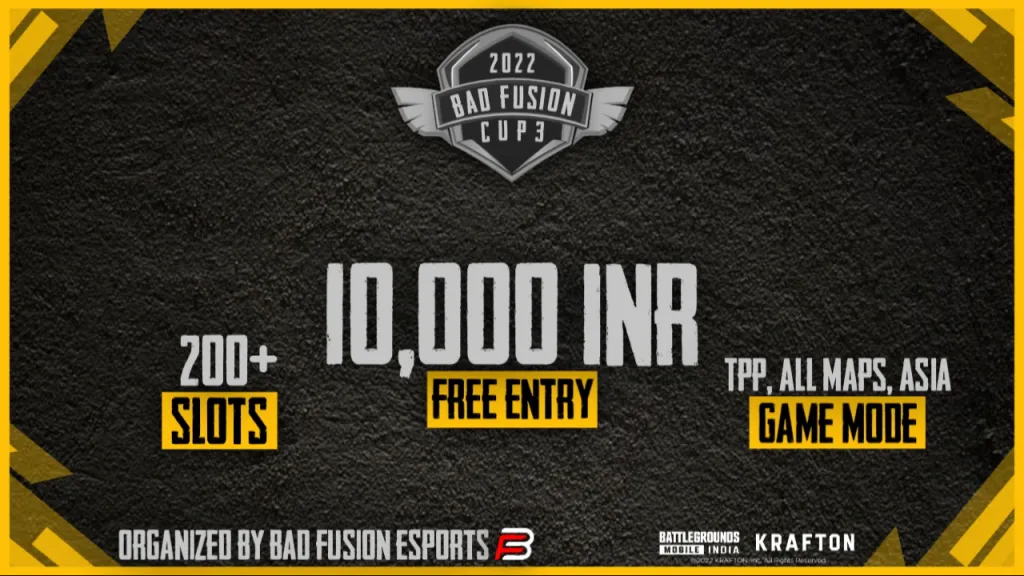 2022
BAD FUSION
CUP 3
10,000 INR
FREE ENTRY
200+
SLOTS
TPP, ALL MAPS, ASIA
GAME MODE
ORGANIZED BY BAD FUSION ESPORTS
BATTLEGROUNDS
MOBILE INDIA
KRAFTON
©2022 KRAFTON, Inc. All Rights Reserved.